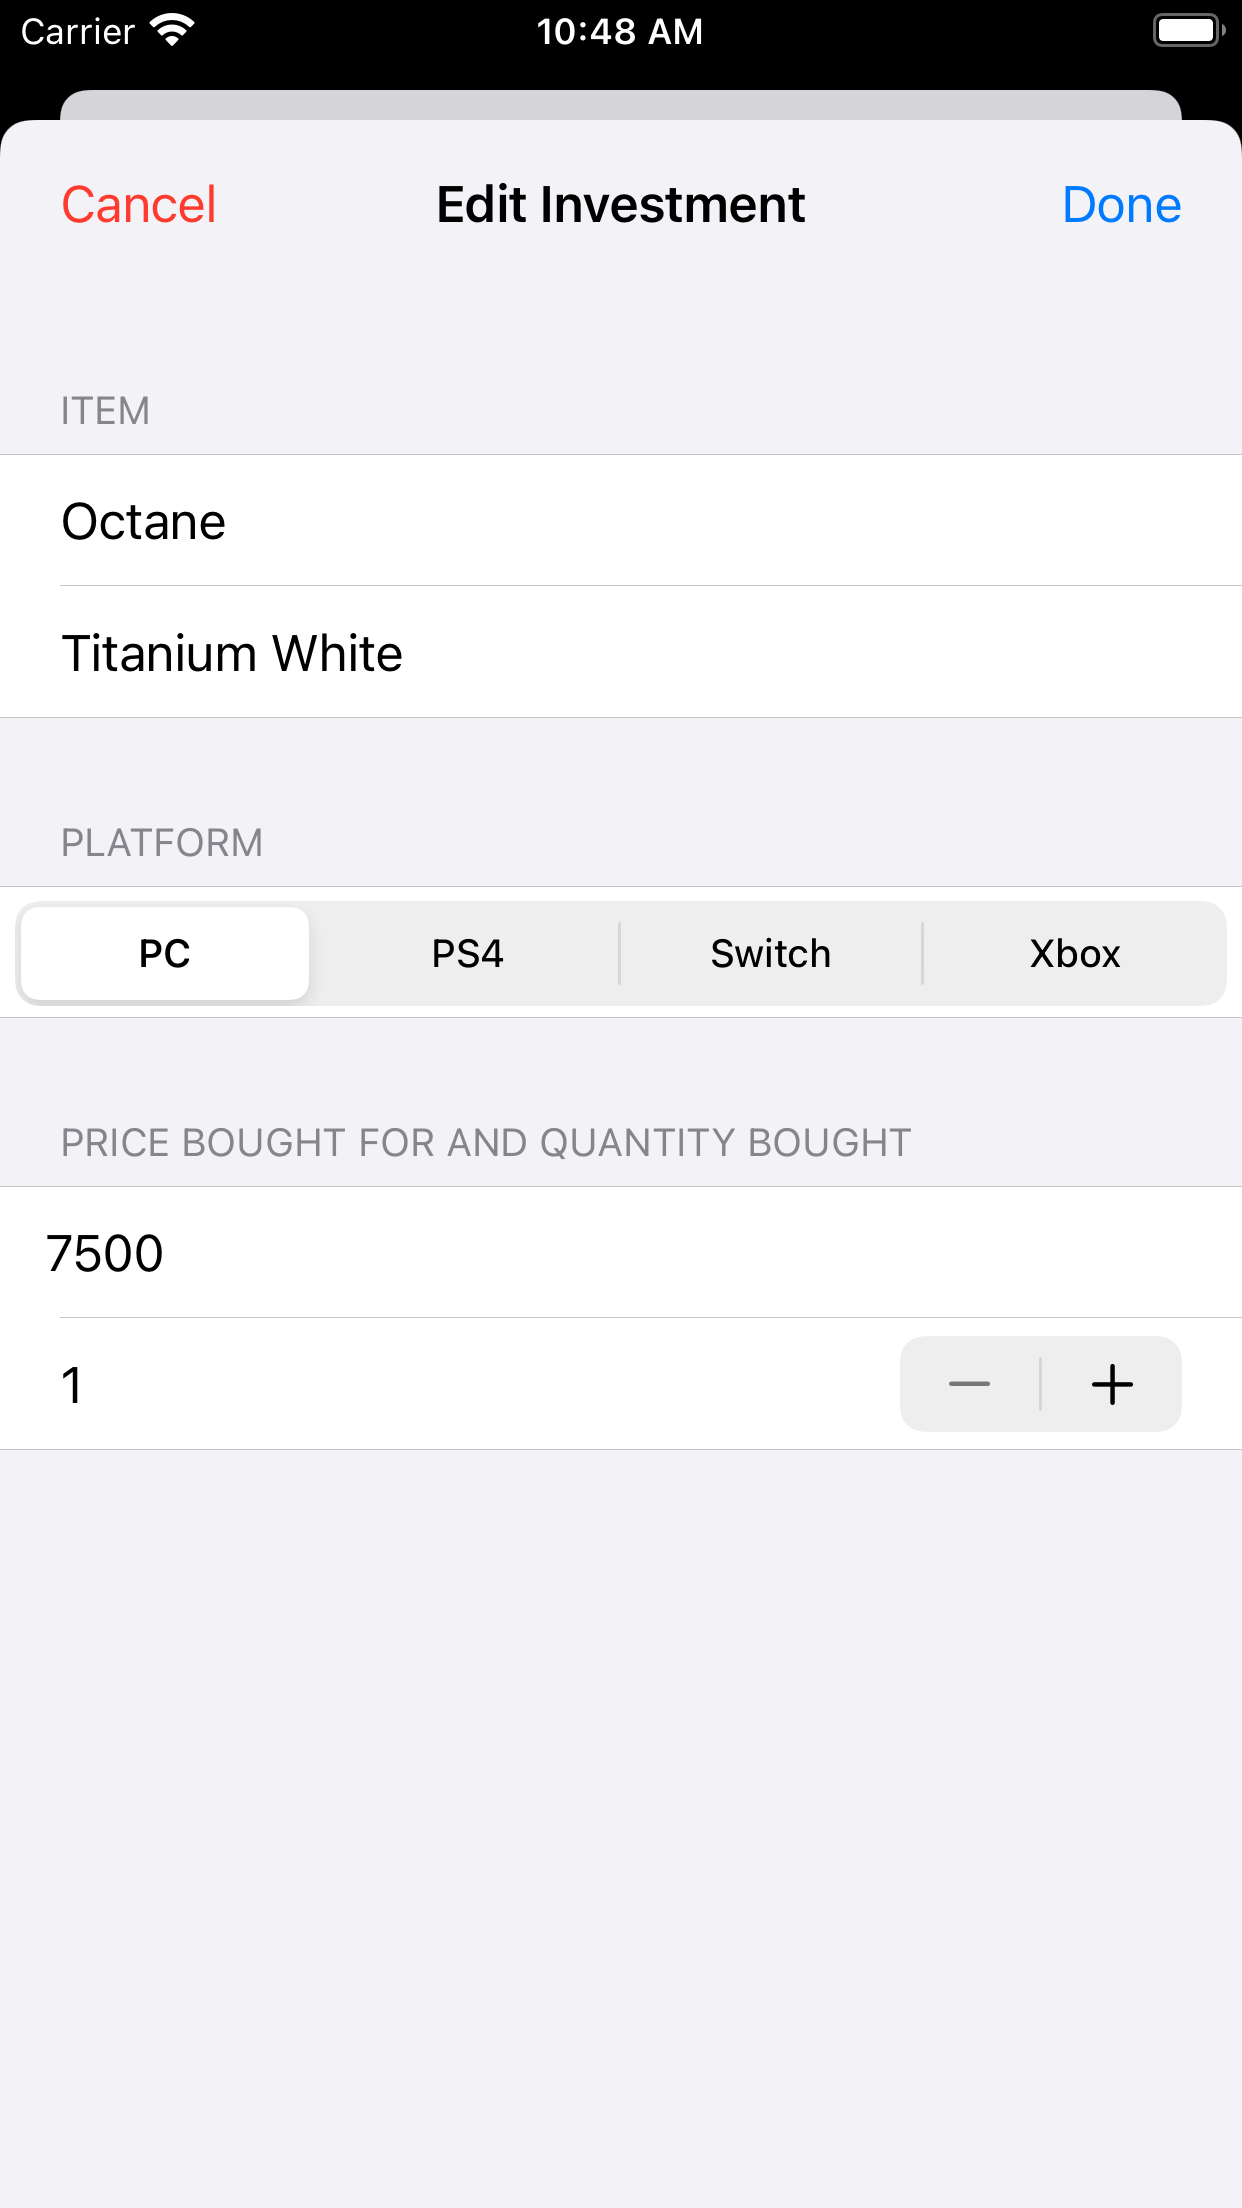 Carrier 10:48 AM
Cancel Edit Investment Done
ITEM
Octane
Titanium White
PLATFORM
PC PS4 Switch Xbox
PRICE BOUGHT FOR AND QUANTITY BOUGHT
7500
1